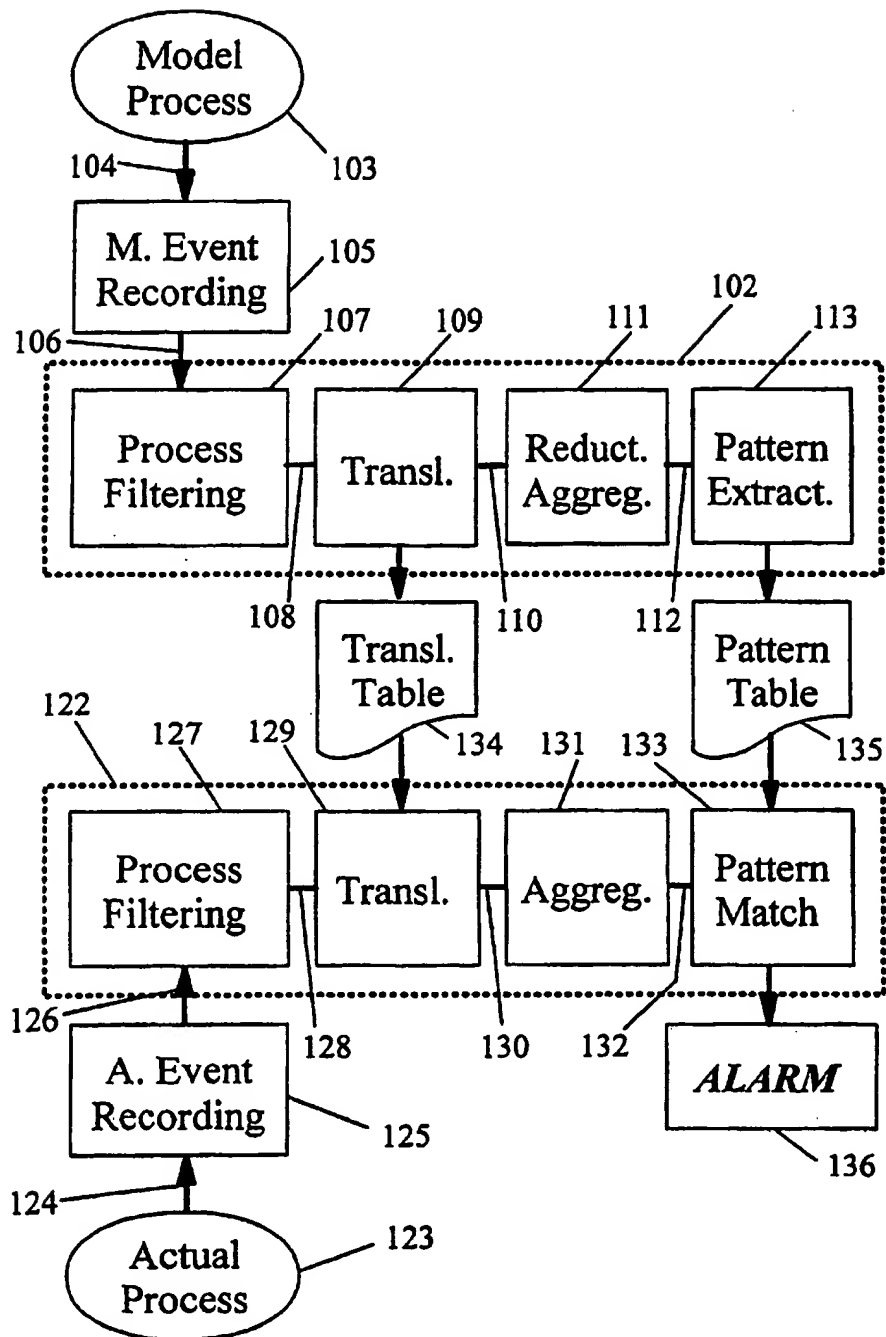 Model
Process
104
103
M. Event
Recording
105
102
106
107
109
111
113
Process
Filtering
Transl.
Reduct.
Aggreg.
Pattern
Extract.
108
110
112
Transl.
Table
Pattern
Table
122
127
129
134
131
133
135
Process
Filtering
Transl.
Aggreg.
Pattern
Match
126
128
130
132
A. Event
Recording
125
ALARM
136
124
Actual
Process
123